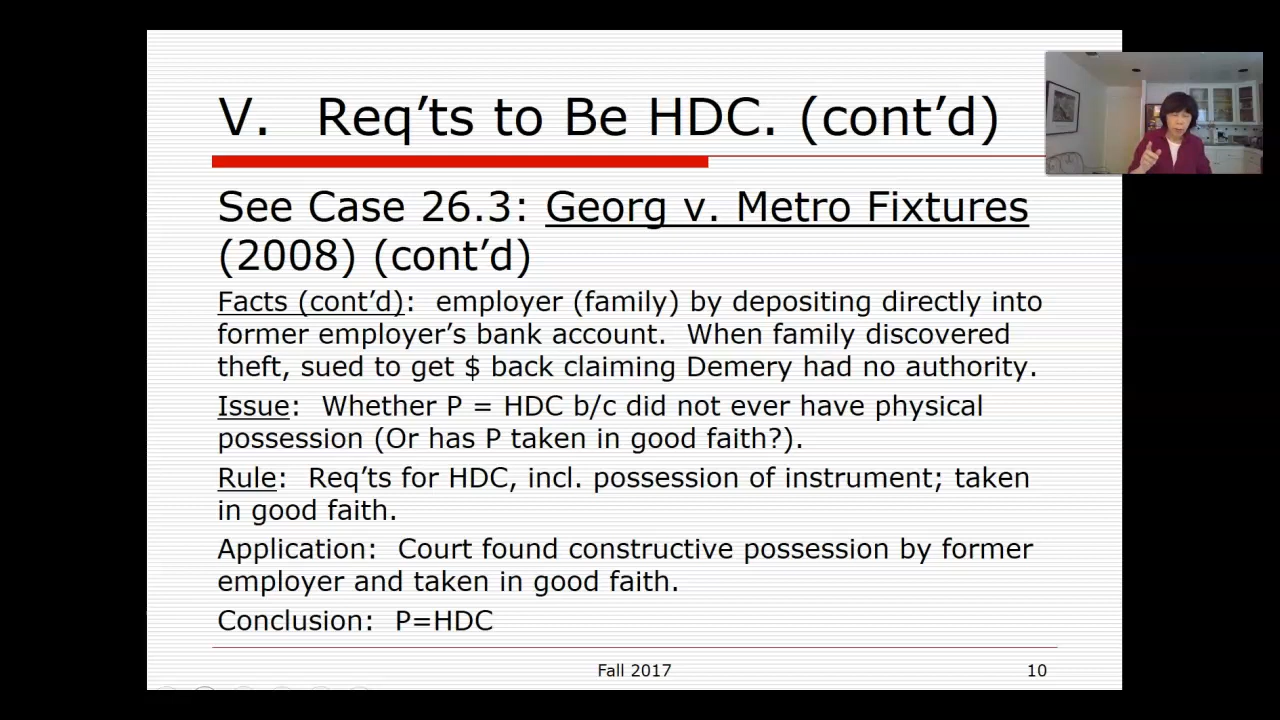 V. Req'ts to Be HDC. (cont'd)
See Case 26.3: Georg v. Metro Fixtures
(2008) (cont'd)
Facts (cont'd): employer (family) by depositing directly into
former employer's bank account. When family discovered
theft, sued to get $ back claiming Demery had no authority.
Issue: Whether P = HDC b/c did not ever have physical
possession (Or has P taken in good faith?).
Rule: Req'ts for HDC, incl. possession of instrument; taken
in good faith.
Application: Court found constructive possession by former
employer and taken in good faith.
Conclusion: P=HDC
Fall 2017
10